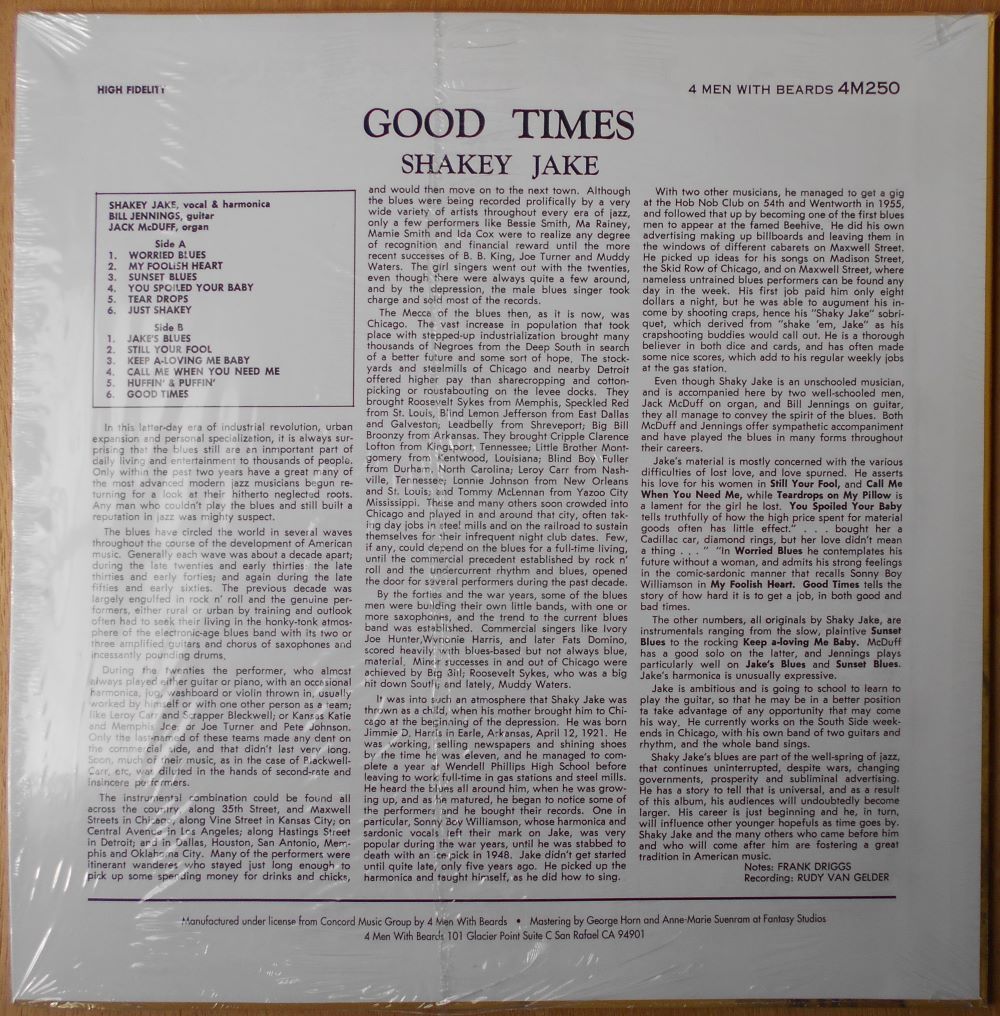 HIGH FIDELITY
4 MEN WITH BEARDS 4M250
GOOD TIMES
SHAKEY JAKE
SHAKEY JAKE, vocal & harmonica
BILL JENNINGS, guitar
JACK McDUFF, organ
Side A
1. WORRIED BLUES
2. MY FOOLISH HEART
3. SUNSET BLUES
4. YOU SPOILED YOUR BABY
5. TEAR DROPS
6. JUST SHAKEY
Side B
1. JAKE'S BLUES
2. STILL YOUR FOOL
3. KEEP A-LOVING ME BABY
4. CALL ME WHEN YOU NEED ME
5. HUFFIN' & PUFFIN'
6. GOOD TIMES
In this latter-day era of industrial revolution, urban
expansion and personal specialization, it is always sur-
prising that the blues still are an inmportant part of
daily living and entertainment to thousands of people.
Only within the past two years have a great many of
the most advanced modern jazz musicians begun re-
turning for a look at their hitherto neglected roots.
Any man who couldn't play the blues and still built a
reputation in jazz was mighty suspect.
The blues have circled the world in several waves
throughout the course of the development of American
music. Generally each wave was about a decade apart;
during the late twenties and early thirties; the late
thirties and early forties; and again during the late
fifties and early sixties. The previous decade was
largely engulfed in rock n' roll and the genuine per-
formers, either rural or urban by training and outlook
often had to seek their living in the honky-tonk atmos-
phere of the electronic-age blues band with its two or
three amplified guitars and chorus of saxophones and
incessantly pounding drums.
During the twenties the performer, who almost
always played either guitar or piano, with an occasional
harmonica, jug, washboard or violin thrown in, usually
worked by himself or with one other person as a team;
like Leroy Carr and Scrapper Bleckwell; or Kansas Katie
and Memphis Joe; or Joe Turner and Pete Johnson.
Only the last-named of these teams made any dent on
the commercial side, and that didn't last very long.
Soon, much of their music, as in the case of Blackwell-
Carr, etc, was diluted in the hands of second-rate and
insincere performers.
The instrumental combination could be found all
across the country, along 35th Street, and Maxwell
Streets in Chicago, along Vine Street in Kansas City; on
Central Avenue in Los Angeles; along Hastings Street
in Detroit; and in Dallas, Houston, San Antonio, Mem-
phis and Oklahoma City. Many of the performers were
itinerant wanderers who stayed just long enough to
pick up some spending money for drinks and chicks,
and would then move on to the next town. Although
the blues were being recorded prolifically by a very
wide variety of artists throughout every era of jazz,
only a few performers like Bessie Smith, Ma Rainey,
Mamie Smith and Ida Cox were to realize any degree
of recognition and financial reward until the more
recent successes of B. B. King, Joe Turner and Muddy
Waters. The girl singers went out with the twenties,
even though there were always quite a few around,
and by the depression, the male blues singer took
charge and sold most of the records.
The Mecca of the blues then, as it is now, was
Chicago. The vast increase in population that took
place with stepped-up industrialization brought many
thousands of Negroes from the Deep South in search
of a better future and some sort of hope. The stock-
yards and steelmills of Chicago and nearby Detroit
offered higher pay than sharecropping and cotton-
picking or roustabouting on the levee docks. They
brought Roosevelt Sykes from Memphis, Speckled Red
from St. Louis, Blind Lemon Jefferson from East Dallas
and Galveston; Leadbelly from Shreveport; Big Bill
Broonzy from Arkansas. They brought Cripple Clarence
Lofton from Kingsport, Tennessee; Little Brother Mont-
gomery from Kentwood, Louisiana; Blind Boy Fuller
from Durham, North Carolina; Leroy Carr from Nash-
ville, Tennessee; Lonnie Johnson from New Orleans
and St. Louis; and Tommy McLennan from Yazoo City
Mississippi. These and many others soon crowded into
Chicago and played in and around that city, often tak-
ing day jobs in steel mills and on the railroad to sustain
themselves for their infrequent night club dates. Few,
if any, could depend on the blues for a full-time living,
until the commercial precedent established by rock n'
roll and the undercurrent rhythm and blues, opened
the door for several performers during the past decade.
By the forties and the war years, some of the blues
men were building their own little bands, with one or
more saxophones, and the trend to the current blues
band was established. Commercial singers like Ivory
Joe Hunter, Wynonie Harris, and later Fats Domino,
scored heavily with blues-based but not always blue,
material. Minor successes in and out of Chicago were
achieved by Big Bill; Roosevelt Sykes, who was a big
hit down South; and lately, Muddy Waters.
It was into such an atmosphere that Shaky Jake was
thrown as a child, when his mother brought him to Chi-
cago at the beginning of the depression. He was born
Jimmie D. Harris in Earle, Arkansas, April 12, 1921. He
was working, selling newspapers and shining shoes
by the time he was eleven, and he managed to com-
plete a year at Wendell Phillips High School before
leaving to work full-time in gas stations and steel mills.
He heard the blues all around him, when he was grow-
ing up, and as he matured, he began to notice some of
the performers and he bought their records. One in
particular, Sonny Boy Williamson, whose harmonica and
sardonic vocals left their mark on Jake, was very
popular during the war years, until he was stabbed to
death with an ice pick in 1948. Jake didn't get started
until quite late, only five years ago. He picked up the
harmonica and taught himself, as he did how to sing.
With two other musicians, he managed to get a gig
at the Hob Nob Club on 54th and Wentworth in 1955,
and followed that up by becoming one of the first blues
men to appear at the famed Beehive. He did his own
advertising making up billboards and leaving them in
the windows of different cabarets on Maxwell Street.
He picked up ideas for his songs on Madison Street,
the Skid Row of Chicago, and on Maxwell Street, where
nameless untrained blues performers can be found any
day in the week. His first job paid him only eight
dollars a night, but he was able to augument his in-
come by shooting craps, hence his "Shaky Jake" sobri-
quet, which derived from "shake 'em, Jake" as his
crapshooting buddies would call out. He is a thorough
believer in both dice and cards, and has often made
some nice scores, which add to his regular weekly jobs
at the gas station.
Even though Shaky Jake is an unschooled musician,
and is accompanied here by two well-schooled men,
Jack McDuff on organ, and Bill Jennings on guitar,
they all manage to convey the spirit of the blues. Both
McDuff and Jennings offer sympathetic accompaniment
and have played the blues in many forms throughout
their careers.
Jake's material is mostly concerned with the various
difficulties of lost love, and love spurned. He asserts
his love for his women in Still Your Fool, and Call Me
When You Need Me, while Teardrops on My Pillow is
a lament for the girl he lost. You Spoiled Your Baby
tells truthfully of how the high price spent for material
goods often has little effect." . . . bought her a
Cadillac car, diamond rings, but her love didn't mean
a thing . . ." "In Worried Blues he contemplates his
future without a woman, and admits his strong feelings
in the comic-sardonic manner that recalls Sonny Boy
Williamson in My Foolish Heart. Good Times tells the
story of how hard it is to get a job, in both good and
bad times.
The other numbers, all originals by Shaky Jake, are
instrumentals ranging from the slow, plaintive Sunset
Blues to the rocking Keep a-loving Me Baby. McDuff
has a good solo on the latter, and Jennings plays
particularly well on Jake's Blues and Sunset Blues.
Jake's harmonica is unusually expressive.
Jake is ambitious and is going to school to learn to
play the guitar, so that he may be in a better position
ta take advantage of any opportunity that may come
his way. He currently works on the South Side week-
ends in Chicago, with his own band of two guitars and
rhythm, and the whole band sings.
Shaky Jake's blues are part of the well-spring of jazz,
that continues uninterrupted, despite wars, changing
governments, prosperity and subliminal advertising.
He has a story to tell that is universal, and as a result
of this album, his audiences will undoubtedly become
larger. His career is just beginning and he, in turn,
will influence other younger hopefuls as time goes by.
Shaky Jake and the many others who came before him
and who will come after him are fostering a great
tradition in American music.
Notes: FRANK DRIGGS
Recording: RUDY VAN GELDER
Manufactured under license from Concord Music Group by 4 Men With Beards • Mastering by George Horn and Anne-Marie Suenram at Fantasy Studios
4 Men With Beards 101 Glacier Point Suite C San Rafael CA 94901